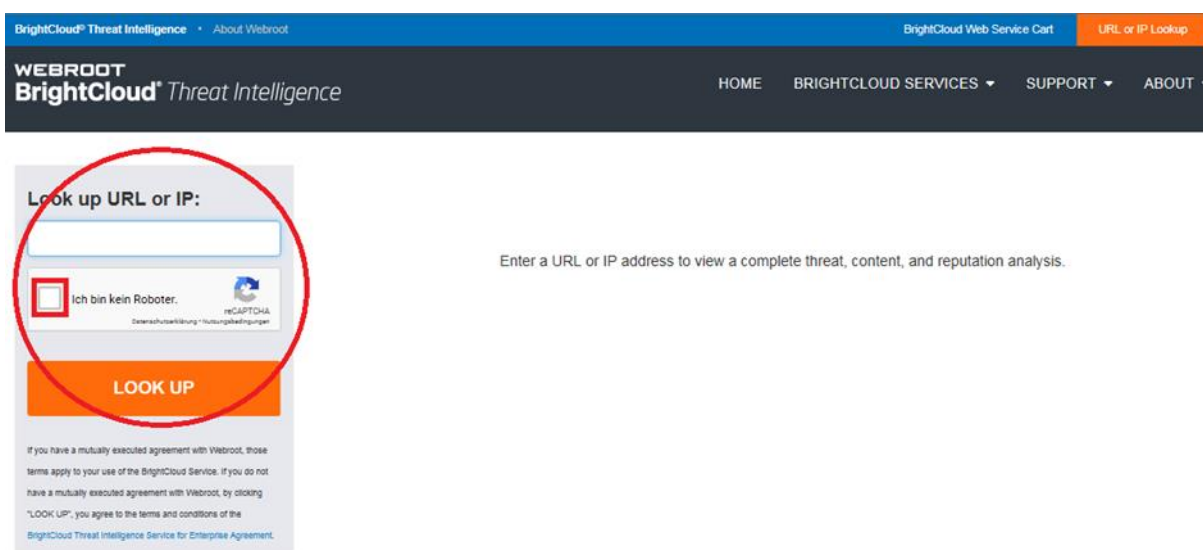 BrightCloud® Threat Intelligence • About Webroot
BrightCloud Web Service Cart
URL or IP Lookup
WEBROOT
BrightCloud® Threat Intelligence
HOME
BRIGHTCLOUD SERVICES
SUPPORT
ABOUT
Look up URL or IP:
Enter a URL or IP address to view a complete threat, content, and reputation analysis.
Ich bin kein Roboter.
reCAPTCHA
Datenschutzerklärung • Nutzungsbedingungen
LOOK UP
If you have a mutually executed agreement with Webroot, those
terms apply to your use of the BrightCloud Service. If you do not
have a mutually executed agreement with Webroot, by clicking
"LOOK UP", you agree to the terms and conditions of the
BrightCloud Threat Intelligence Service for Enterprise Agreement.